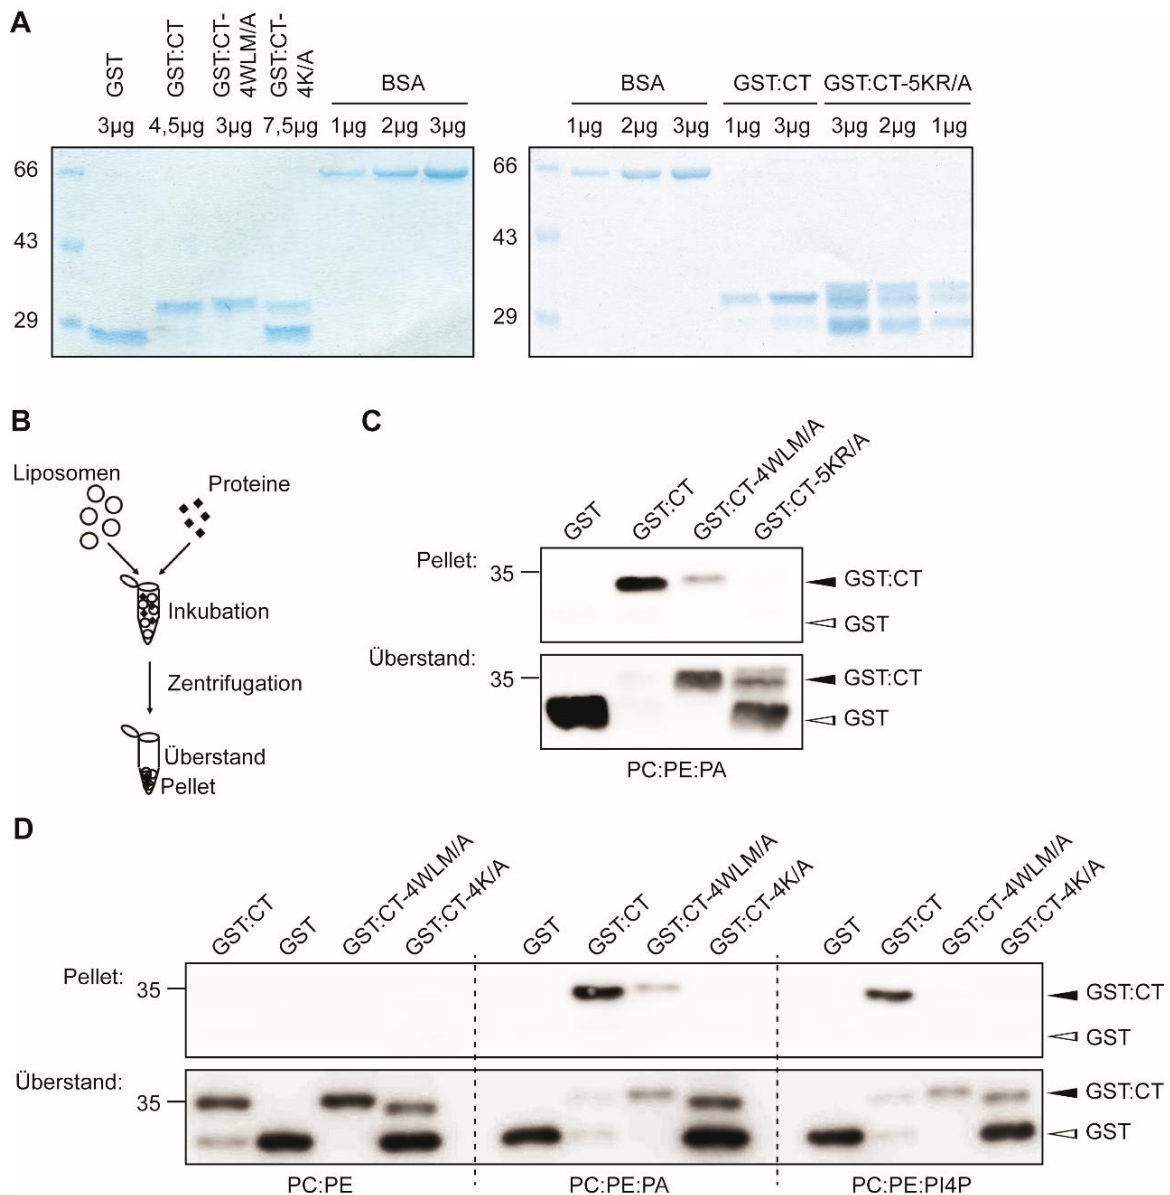 A
GST
GST:CT
GST:CT-
4WLM/A
GST:CT-
4K/A
BSA
3µg 4,5µg 3µg 7,5µg 1µg 2µg 3µg
66
43
29
BSA GST:CT GST:CT-5KR/A
1µg 2µg 3µg 1µg 3µg 3µg 2µg 1µg
66
43
29
B
Liposomen
Proteine
Inkubation
Zentrifugation
Überstand
Pellet
C
GST GST:CT GST:CT-4WLM/A GST:CT-5KR/A
Pellet:
35
GST:CT
GST
Überstand:
35
GST:CT
GST
PC:PE:PA
D
GST:CT GST GST:CT-4WLM/A GST:CT-4K/A GST GST:CT GST:CT-4WLM/A GST:CT-4K/A GST GST:CT GST:CT-4WLM/A GST:CT-4K/A
Pellet:
35
GST:CT
GST
Überstand:
35
GST:CT
GST
PC:PE PC:PE:PA PC:PE:PI4P